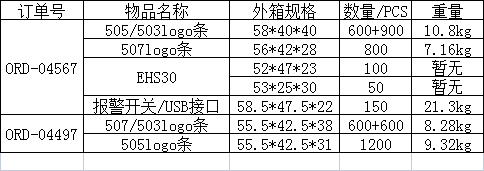 订单号 物品名称 外箱规格 数量/PCS 重量
ORD-04567 505/503logo条 58*40*40 600+900 10.8kg
507logo条 56*42*28 800 7.16kg
EHS30 52*47*23 100 暂无
53*25*30 50 暂无
报警开关/USB接口 58.5*47.5*22 150 21.3kg
ORD-04497 507/503logo条 55.5*42.5*38 600+600 8.28kg
505logo条 55.5*42.5*31 1200 9.32kg